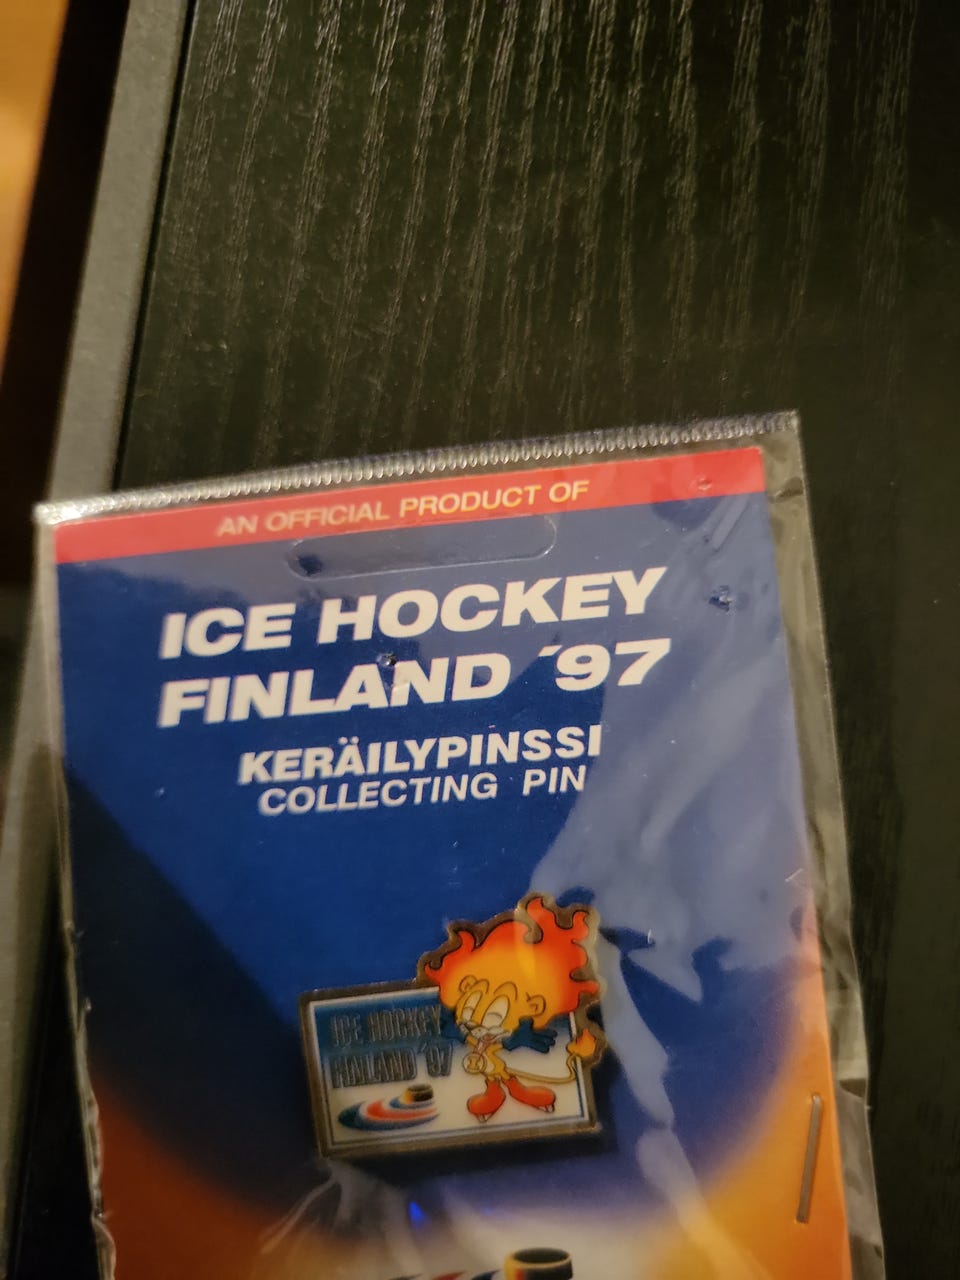 AN OFFICIAL PRODUCT OF
ICE HOCKEY
FINLAND ´97
KERÄILYPINSSI
COLLECTING PIN
ICE HOCKEY
FINLAND ´97